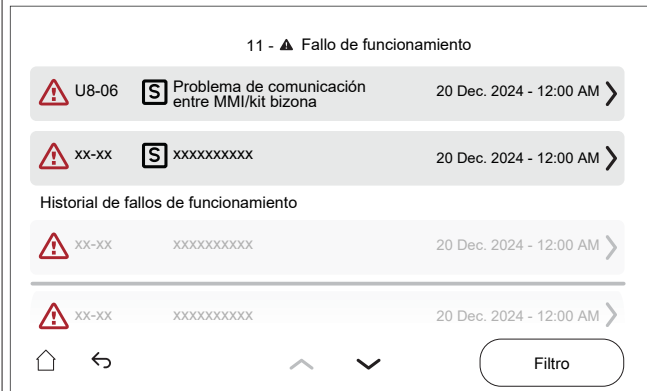 11 - Fallo de funcionamiento
U8-06 S Problema de comunicación
entre MMI/kit bizona 20 Dec. 2024 - 12:00 AM
xx-xx S xxxxxxxxxx 20 Dec. 2024 - 12:00 AM
Historial de fallos de funcionamiento
xx-xx xxxxxxxxxx 20 Dec. 2024 - 12:00 AM
xx-xx xxxxxxxxxx 20 Dec. 2024 - 12:00 AM
Filtro